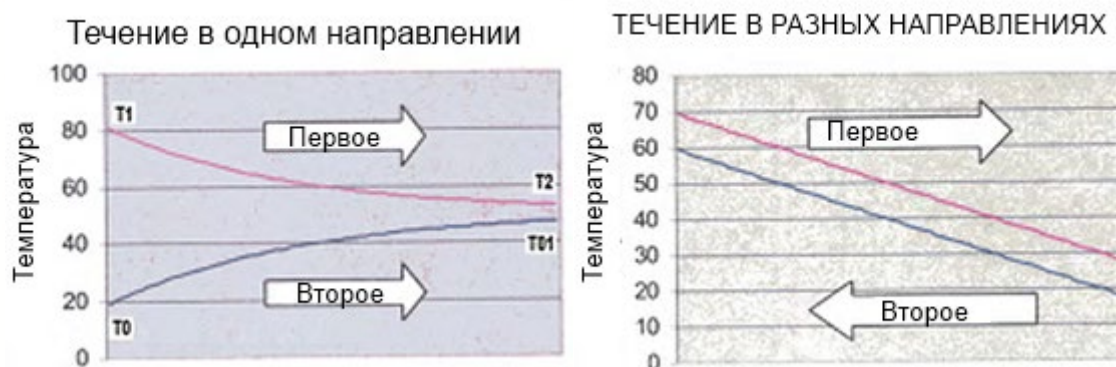 Течение в одном направлении
Температура
100
80
60
40
20
0
T1
T0
Первое
Второе
T2
T01
ТЕЧЕНИЕ В РАЗНЫХ НАПРАВЛЕНИЯХ
Температура
80
70
60
50
40
30
20
10
0
Первое
Второе